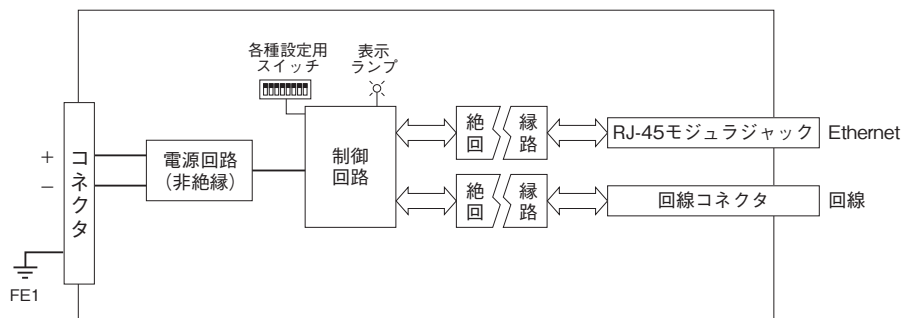 各種設定用
スイッチ
表示
ランプ
+
−
コネクタ
電源回路
(非絶縁)
制御
回路
絶 縁
回 路
RJ-45モジュラジャック
Ethernet
絶 縁
回 路
回線コネクタ
回線
FE1